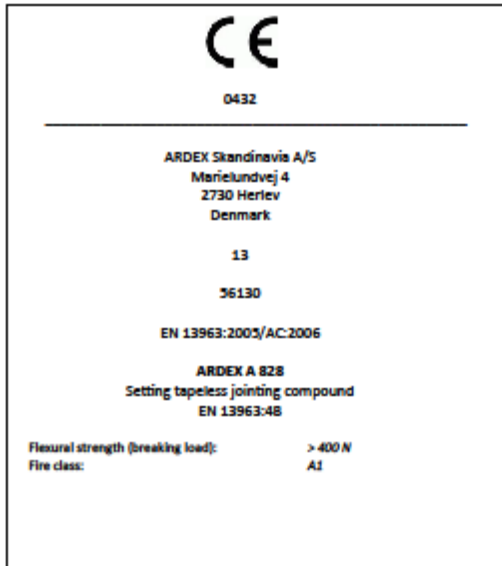 CE
0432
ARDEX Skandinavia A/S
Marielundvej 4
2730 Herlev
Denmark
13
56130
EN 13963:2005/AC:2006
ARDEX A 828
Setting tapeless jointing compound
EN 13963:4B
Flexural strength (breaking load): > 400 N
Fire class: A1